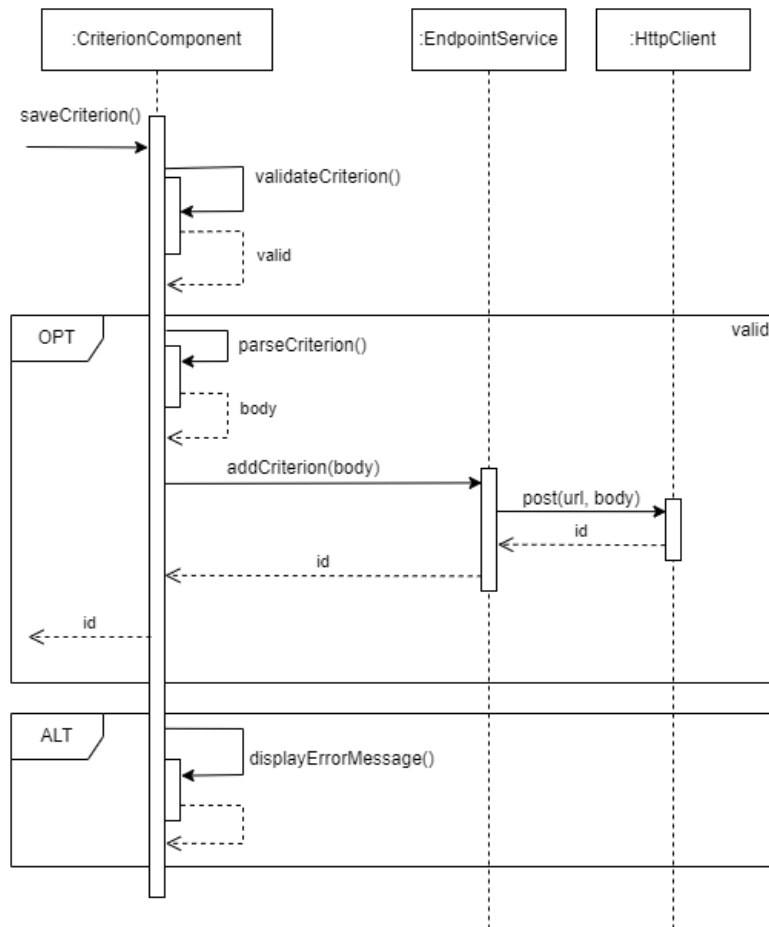 :CriterionComponent
:EndpointService
:HttpClient
saveCriterion()
validateCriterion()
valid
OPT
valid
parseCriterion()
body
addCriterion(body)
post(url, body)
id
id
id
ALT
displayErrorMessage()